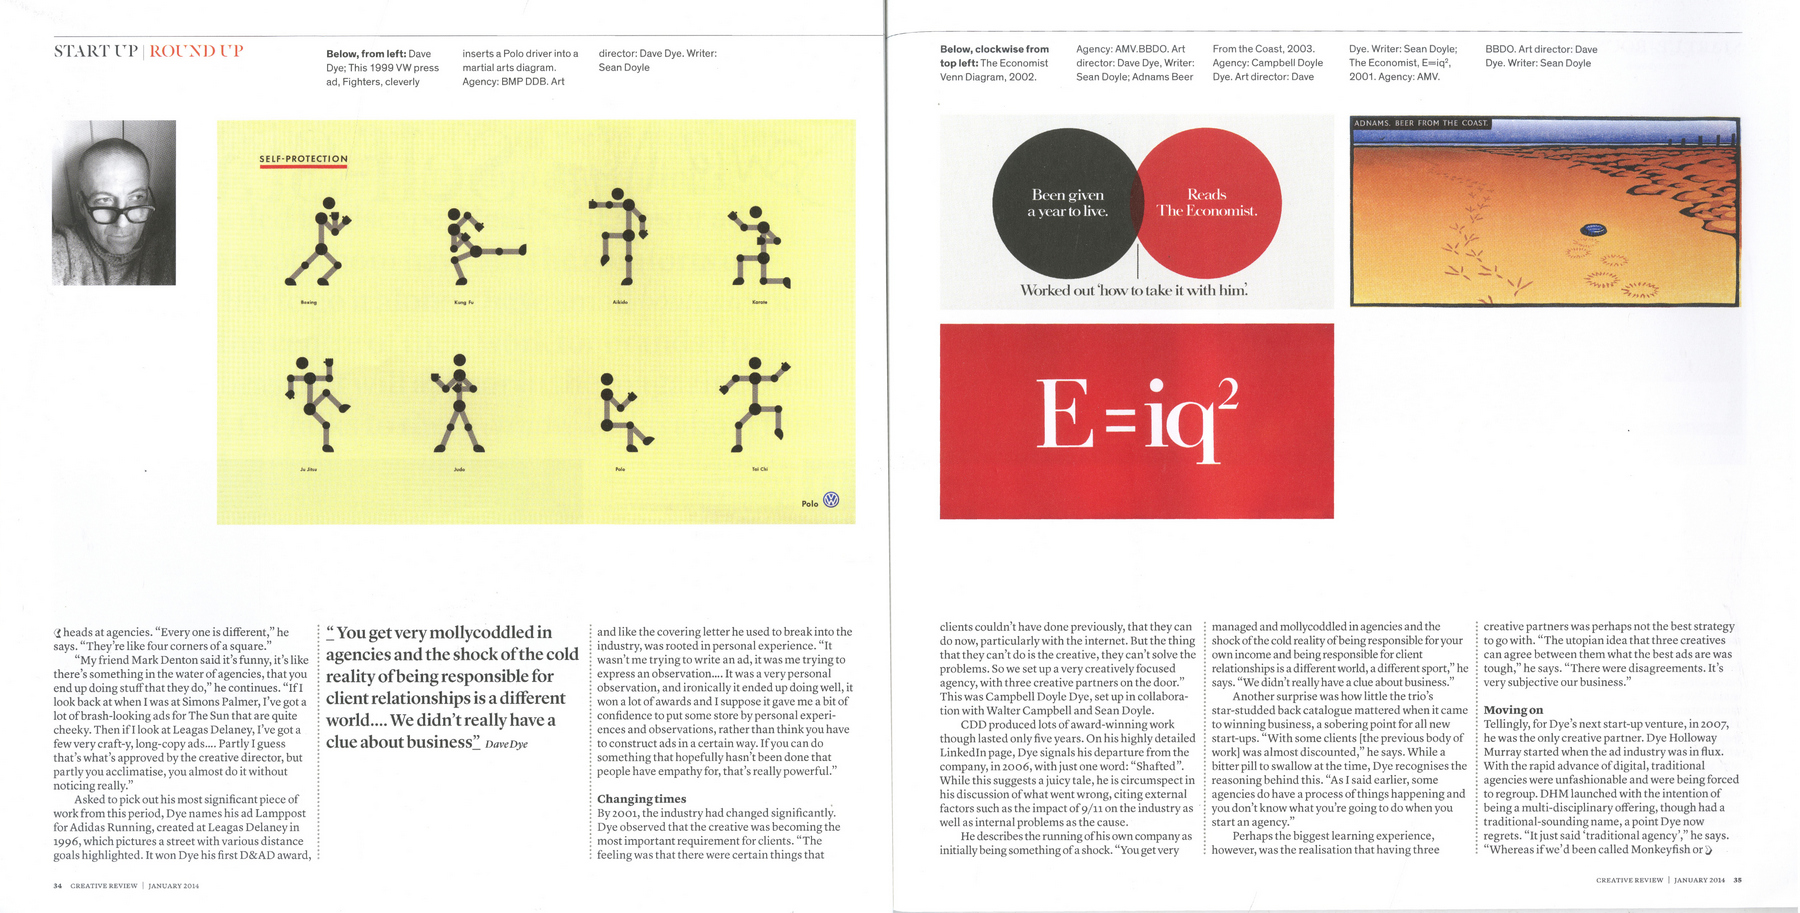 START UP | ROUND UP
Below, from left: Dave
Dye; This 1999 VW press
ad, Fighters, cleverly
inserts a Polo driver into a
martial arts diagram.
Agency: BMP DDB. Art
director: Dave Dye. Writer:
Sean Doyle
SELF-PROTECTION
Boxing
Kung Fu
Aikido
Karate
Ju Jitsu
Judo
Polo
Tai Chi
Polo
heads at agencies. “Every one is different,” he
says. “They’re like four corners of a square.”
“My friend Mark Denton said it’s funny, it’s like
there’s something in the water of agencies, that you
end up doing stuff that they do,” he continues. “If I
look back at when I was at Simons Palmer, I’ve got a
lot of brash-looking ads for The Sun that are quite
cheeky. Then if I look at Leagas Delaney, I’ve got a
few very craft-y, long-copy ads.... Partly I guess
that’s what’s approved by the creative director, but
partly you acclimatise, you almost do it without
noticing really.”
Asked to pick out his most significant piece of
work from this period, Dye names his ad Lamppost
for Adidas Running, created at Leagas Delaney in
1996, which pictures a street with various distance
goals highlighted. It won Dye his first D&AD award,
“ You get very mollycoddled in
agencies and the shock of the cold
reality of being responsible for
client relationships is a different
world.... We didn’t really have a
clue about business” Dave Dye
and like the covering letter he used to break into the
industry, was rooted in personal experience. “It
wasn’t me trying to write an ad, it was me trying to
express an observation.... It was a very personal
observation, and ironically it ended up doing well, it
won a lot of awards and I suppose it gave me a bit of
confidence to put some store by personal experi-
ences and observations, rather than think you have
to construct ads in a certain way. If you can do
something that hopefully hasn’t been done that
people have empathy for, that’s really powerful.”
Changing times
By 2001, the industry had changed significantly.
Dye observed that the creative was becoming the
most important requirement for clients. “The
feeling was that there were certain things that
34 CREATIVE REVIEW | JANUARY 2014
Below, clockwise from
top left: The Economist
Venn Diagram, 2002.
Agency: AMV.BBDO. Art
director: Dave Dye, Writer:
Sean Doyle; Adnams Beer
From the Coast, 2003.
Agency: Campbell Doyle
Dye. Art director: Dave
Dye. Writer: Sean Doyle;
The Economist, E=iq²,
2001. Agency: AMV.
BBDO. Art director: Dave
Dye. Writer: Sean Doyle
Been given
a year to live.
Reads
The Economist.
Worked out ‘how to take it with him’.
ADNAMS. BEER FROM THE COAST.
E=iq²
clients couldn’t have done previously, that they can
do now, particularly with the internet. But the thing
that they can’t do is the creative, they can’t solve the
problems. So we set up a very creatively focused
agency, with three creative partners on the door.”
This was Campbell Doyle Dye, set up in collabora-
tion with Walter Campbell and Sean Doyle.
CDD produced lots of award-winning work
though lasted only five years. On his highly detailed
LinkedIn page, Dye signals his departure from the
company, in 2006, with just one word: “Shafted”.
While this suggests a juicy tale, he is circumspect in
his discussion of what went wrong, citing external
factors such as the impact of 9/11 on the industry as
well as internal problems as the cause.
He describes the running of his own company as
initially being something of a shock. “You get very
managed and mollycoddled in agencies and the
shock of the cold reality of being responsible for your
own income and being responsible for client
relationships is a different world, a different sport,” he
says. “We didn’t really have a clue about business.”
Another surprise was how little the trio’s
star-studded back catalogue mattered when it came
to winning business, a sobering point for all new
start-ups. “With some clients [the previous body of
work] was almost discounted,” he says. While a
bitter pill to swallow at the time, Dye recognises the
reasoning behind this. “As I said earlier, some
agencies do have a process of things happening and
you don’t know what you’re going to do when you
start an agency.”
Perhaps the biggest learning experience,
however, was the realisation that having three
creative partners was perhaps not the best strategy
to go with. “The utopian idea that three creatives
can agree between them what the best ads are was
tough,” he says. “There were disagreements. It’s
very subjective our business.”
Moving on
Tellingly, for Dye’s next start-up venture, in 2007,
he was the only creative partner. Dye Holloway
Murray started when the ad industry was in flux.
With the rapid advance of digital, traditional
agencies were unfashionable and were being forced
to regroup. DHM launched with the intention of
being a multi-disciplinary offering, though had a
traditional-sounding name, a point Dye now
regrets. “It just said ‘traditional agency’,” he says.
“Whereas if we’d been called Monkeyfish or
CREATIVE REVIEW | JANUARY 2014 35